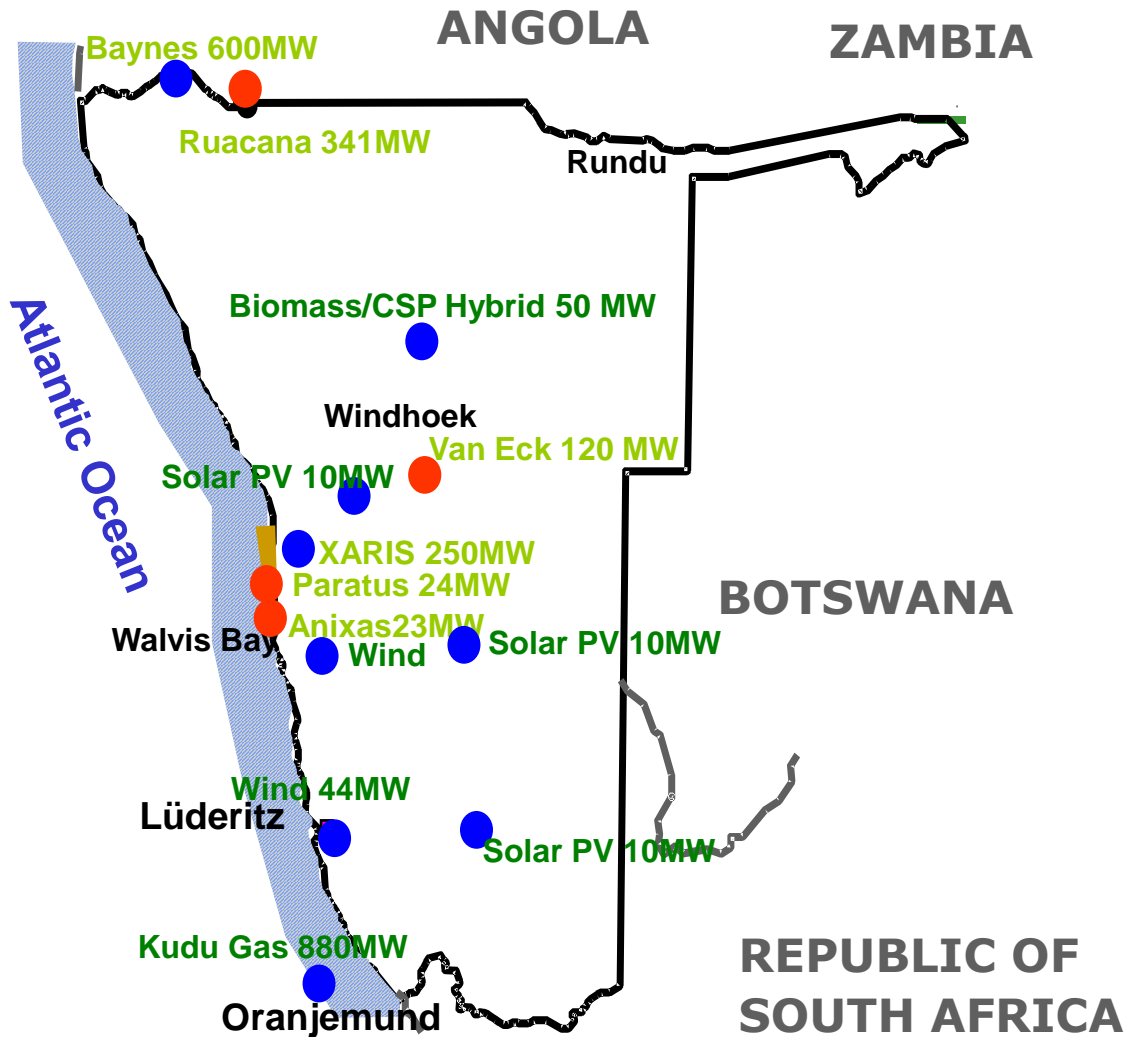 ANGOLA
ZAMBIA
Baynes 600MW
Ruacana 341MW
Rundu
Biomass/CSP Hybrid 50 MW
Atlantic Ocean
Windhoek
Van Eck 120 MW
Solar PV 10MW
XARIS 250MW
Paratus 24MW
BOTSWANA
Anixas23MW
Walvis Bay
Solar PV 10MW
Wind
Wind 44MW
Lüderitz
Solar PV 10MW
Kudu Gas 880MW
REPUBLIC OF
SOUTH AFRICA
Oranjemund